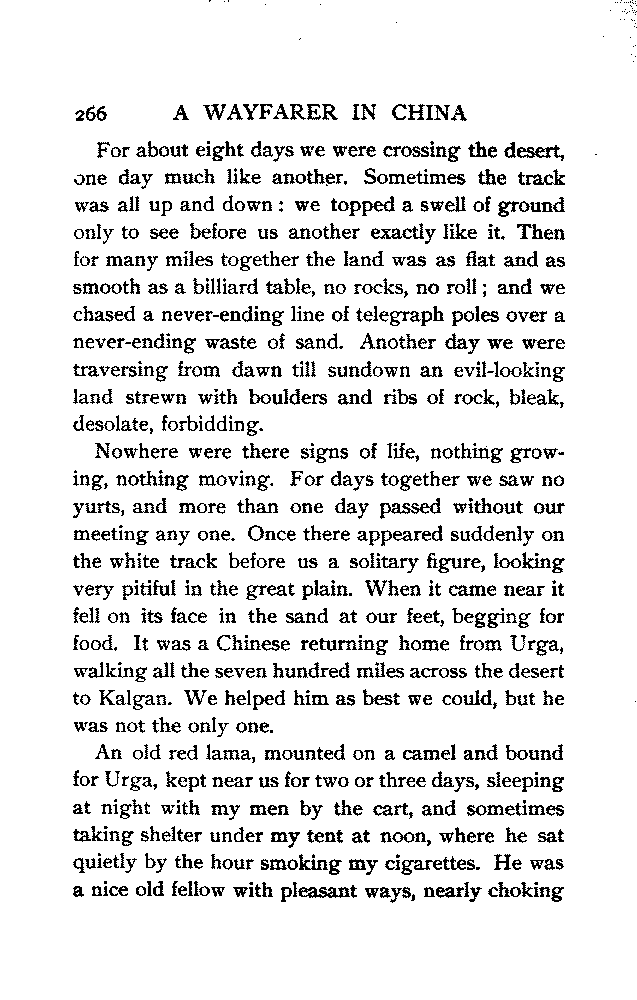 266 A WAYFARER IN CHINA
For about eight days we were crossing the desert,
one day much like another. Sometimes the track
was all up and down: we topped a swell of ground
only to see before us another exactly like it. Then
for many miles together the land was as flat and as
smooth as a billiard table, no rocks, no roll; and we
chased a never-ending line of telegraph poles over a
never-ending waste of sand. Another day we were
traversing from dawn till sundown an evil-looking
land strewn with boulders and ribs of rock, bleak,
desolate, forbidding.
Nowhere were there signs of life, nothing grow-
ing, nothing moving. For days together we saw no
yurts, and more than one day passed without our
meeting any one. Once there appeared suddenly on
the white track before us a solitary figure, looking
very pitiful in the great plain. When it came near it
fell on its face in the sand at our feet, begging for
food. It was a Chinese returning home from Urga,
walking all the seven hundred miles across the desert
to Kalgan. We helped him as best we could, but he
was not the only one.
An old red lama, mounted on a camel and bound
for Urga, kept near us for two or three days, sleeping
at night with my men by the cart, and sometimes
taking shelter under my tent at noon, where he sat
quietly by the hour smoking my cigarettes. He was
a nice old fellow with pleasant ways, nearly choking